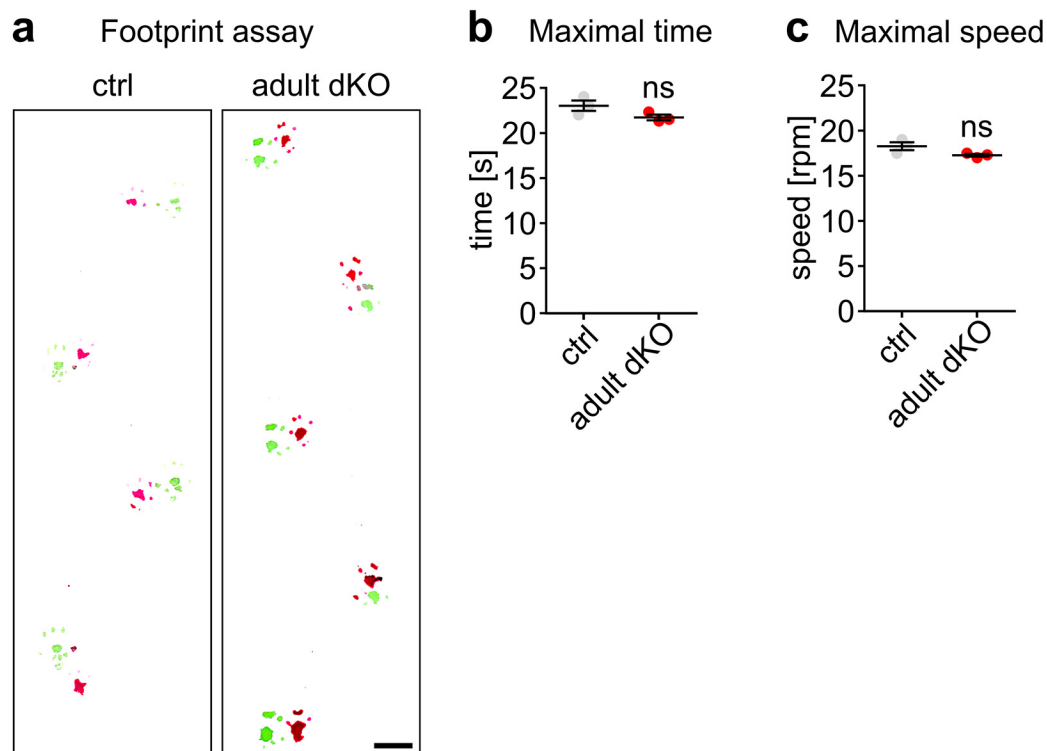 a Footprint assay
ctrl
adult dKO
b Maximal time
time [s]
25
20
15
10
5
0
ns
ctrl
adult dKO
c Maximal speed
speed [rpm]
25
20
15
10
5
0
ns
ctrl
adult dKO